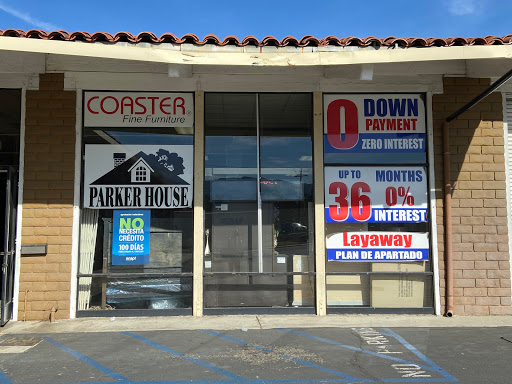 COASTER
Fine Furniture
PARKER HOUSE
NO
NECESITA
CRÉDITO
100 DÍAS
0 DOWN
PAYMENT
ZERO INTEREST
UP TO
36 MONTHS
0%
INTEREST
Layaway
PLAN DE APARTADO
NO